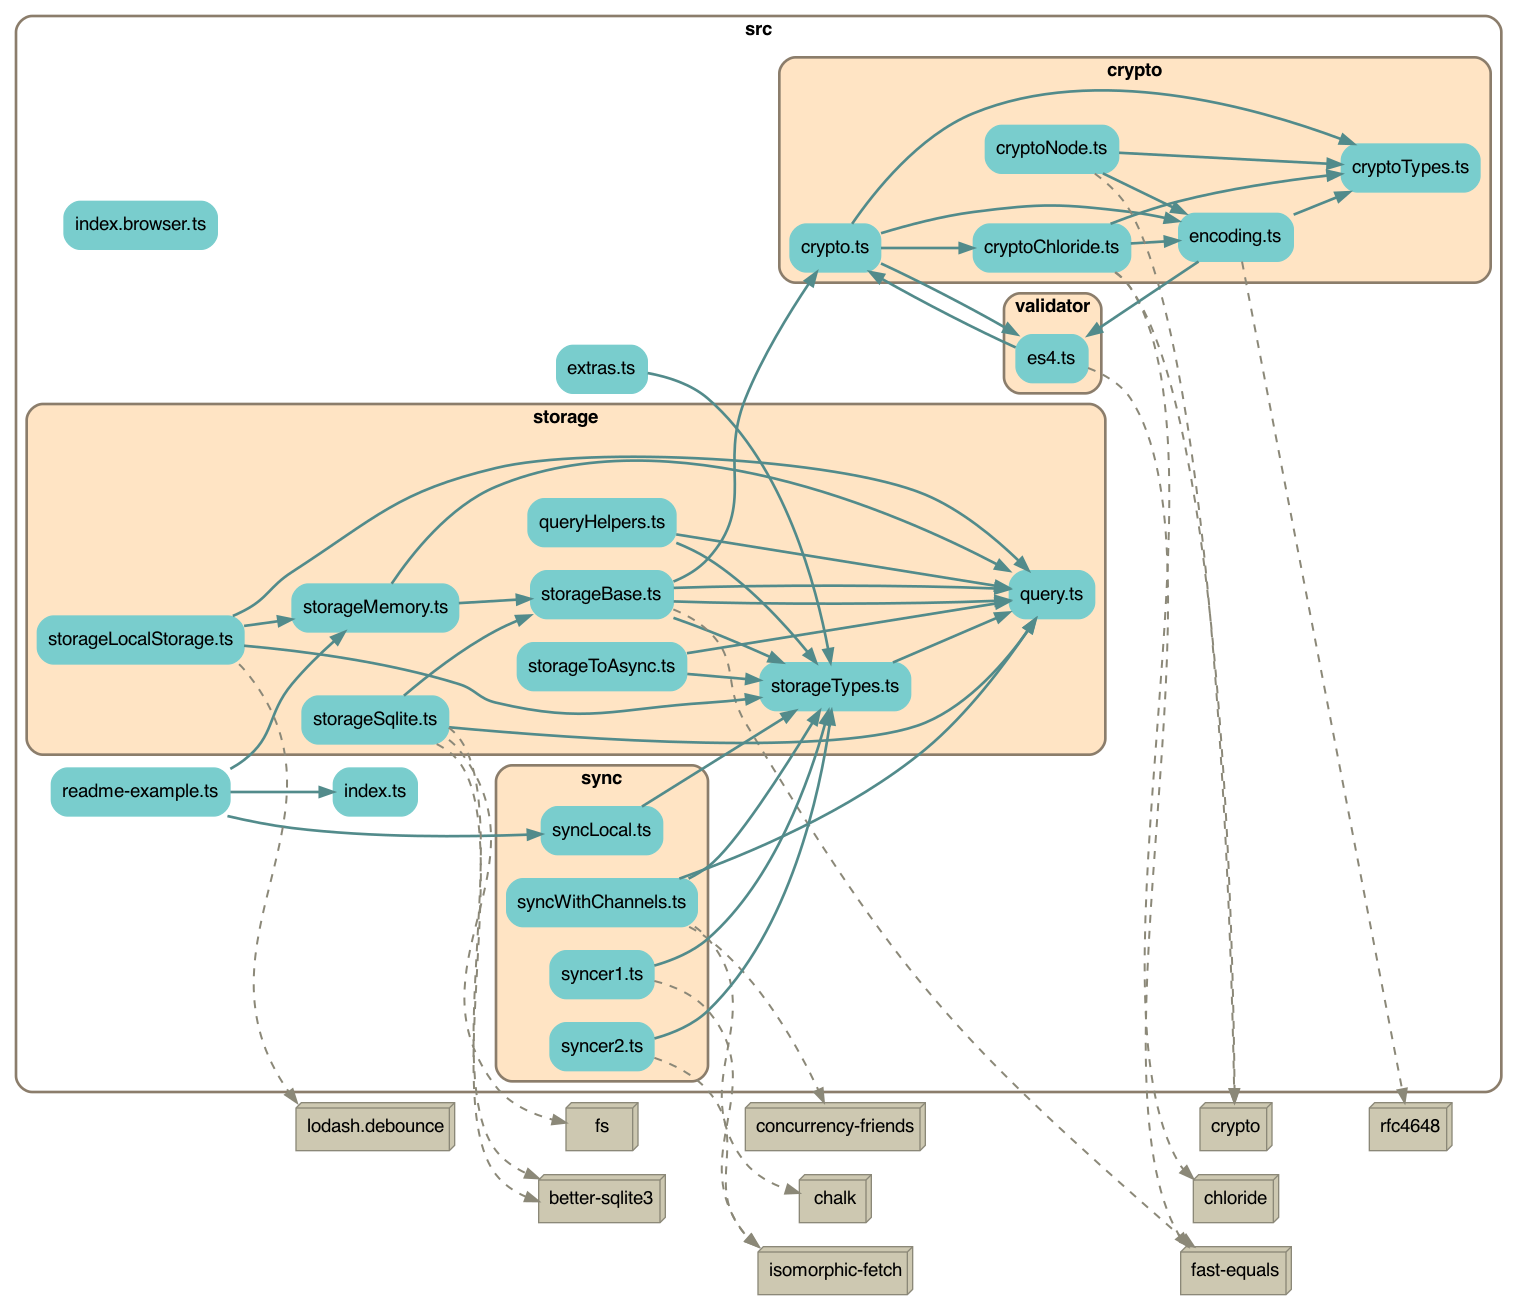 src
crypto
cryptoNode.ts
cryptoTypes.ts
index.browser.ts
crypto.ts
cryptoChloride.ts
encoding.ts
validator
es4.ts
extras.ts
storage
queryHelpers.ts
storageBase.ts
query.ts
storageMemory.ts
storageLocalStorage.ts
storageToAsync.ts
storageTypes.ts
storageSqlite.ts
readme-example.ts
index.ts
sync
syncLocal.ts
syncWithChannels.ts
syncer1.ts
syncer2.ts
lodash.debounce
fs
concurrency-friends
crypto
rfc4648
better-sqlite3
chalk
chloride
isomorphic-fetch
fast-equals